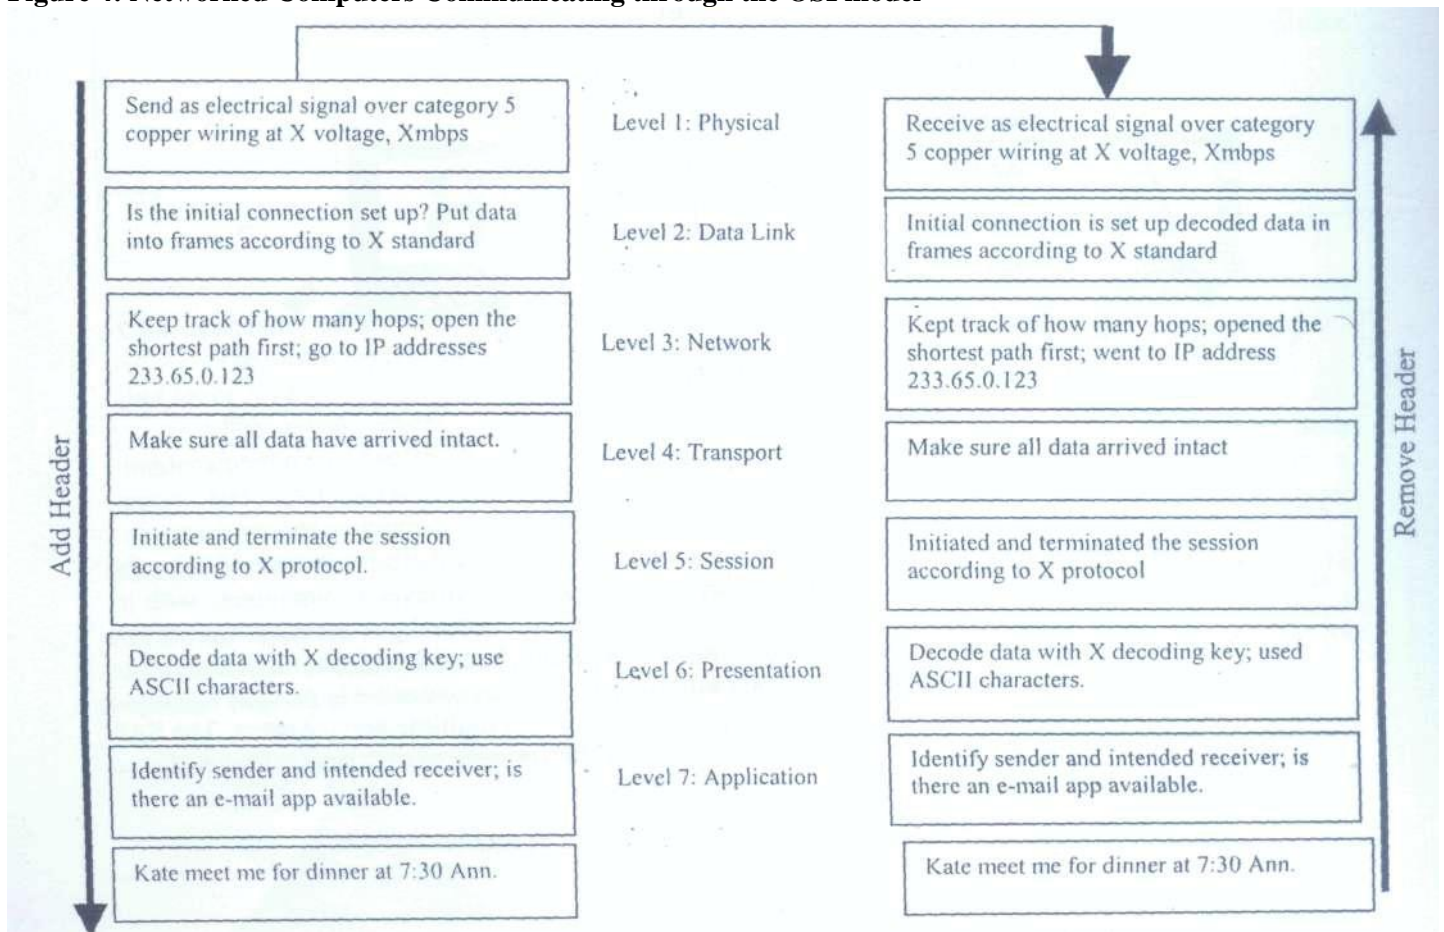 Figure 4: Networked Computers Communicating through the OSI model
Send as electrical signal over category 5
copper wiring at X voltage, Xmbps
Level 1: Physical
Receive as electrical signal over category
5 copper wiring at X voltage, Xmbps
Is the initial connection set up? Put data
into frames according to X standard
Level 2: Data Link
Initial connection is set up decoded data in
frames according to X standard
Keep track of how many hops; open the
shortest path first; go to IP addresses
233.65.0.123
Level 3: Network
Kept track of how many hops; opened the
shortest path first; went to IP address
233.65.0.123
Make sure all data have arrived intact.
Level 4: Transport
Make sure all data arrived intact
Add Header
Remove Header
Initiate and terminate the session
according to X protocol.
Level 5: Session
Initiated and terminated the session
according to X protocol
Decode data with X decoding key; use
ASCII characters.
Level 6: Presentation
Decode data with X decoding key; used
ASCII characters.
Identify sender and intended receiver; is
there an e-mail app available.
Level 7: Application
Identify sender and intended receiver; is
there an e-mail app available.
Kate meet me for dinner at 7:30 Ann.
Kate meet me for dinner at 7:30 Ann.